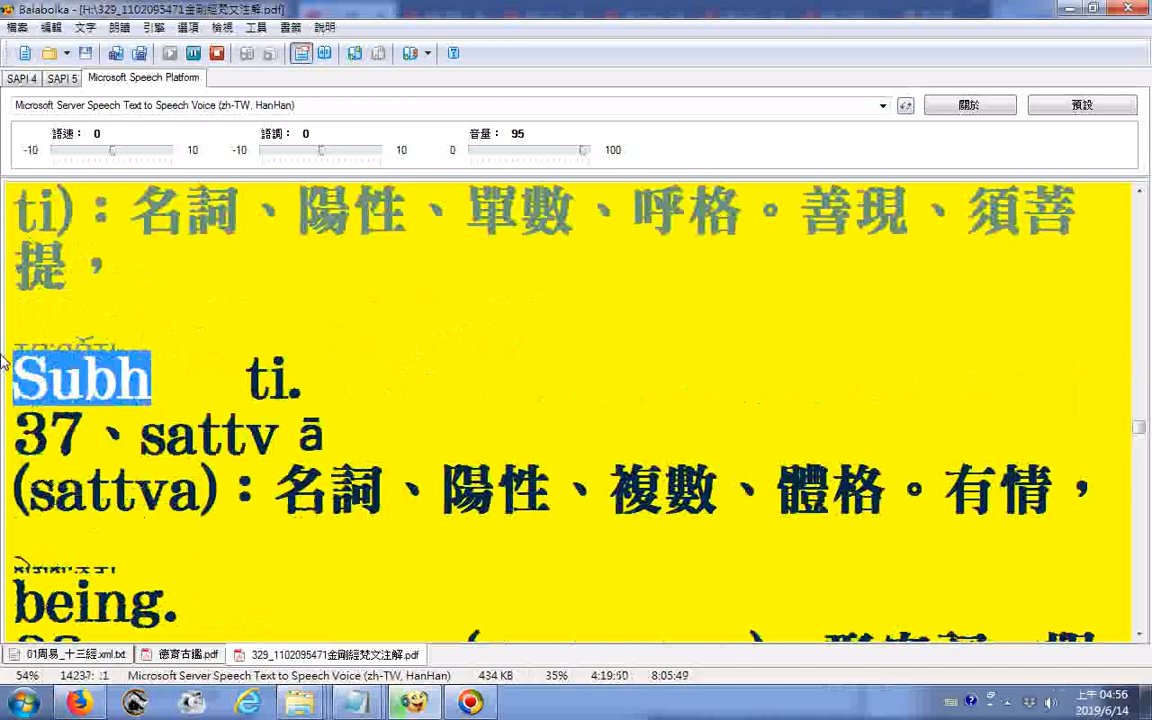 Balabolka - [H:\329_1102095471金剛經梵文注解.pdf]
檔案 編輯 文字 朗讀 引擎 選項 檢視 工具 書籤 說明
SAPI 4 SAPI 5 Microsoft Speech Platform
Microsoft Server Speech Text to Speech Voice (zh-TW, HanHan) 關於 預設
語速： 0 語調： 0 音量： 95
-10 10 -10 10 0 100
ti)：名詞、陽性、單數、呼格。善現、須菩
提，
Subh ti.
37、sattv ā
(sattva)：名詞、陽性、複數、體格。有情，
being.
01周易_十三經.xml.txt 德育古鑑.pdf 329_1102095471金剛經梵文注解.pdf
54% Microsoft Server Speech Text to Speech Voice (zh-TW, HanHan) 434 KB 35% 4:19:50 8:05:49
上午 04:56
2019/6/14